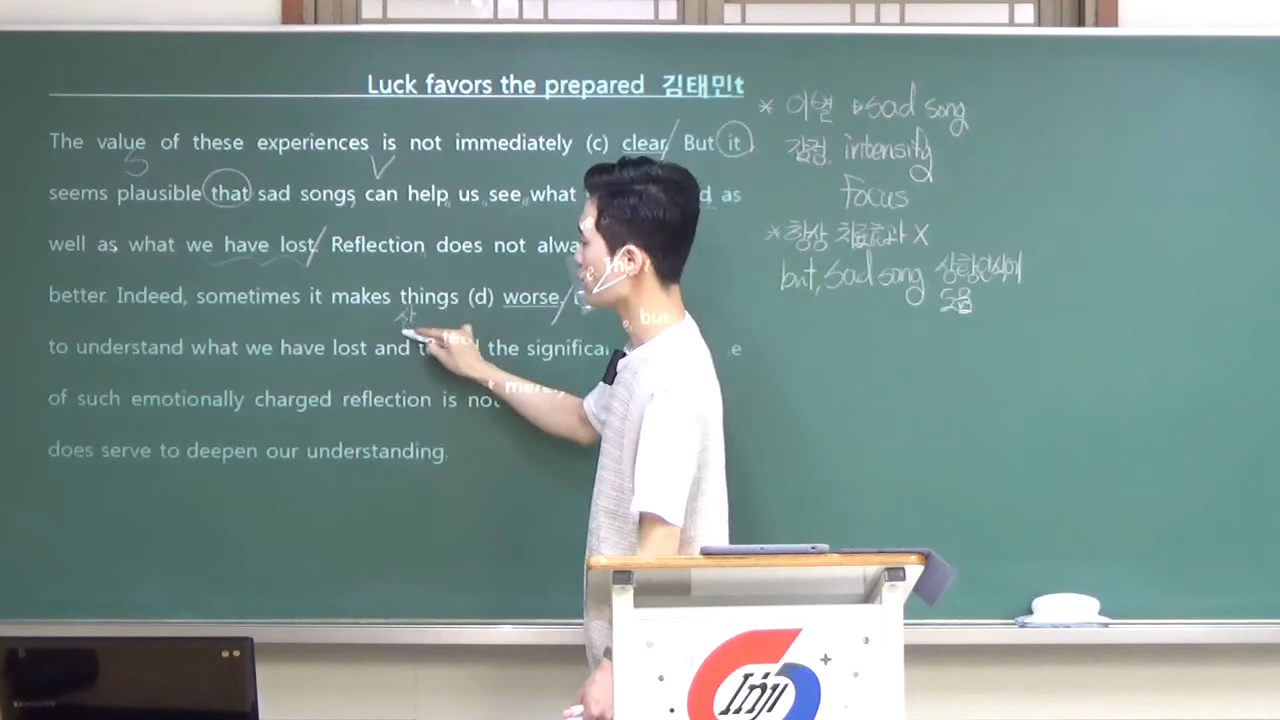 Luck favors the prepared 김태민t
The value of these experiences is not immediately (c) clear. But it
S V
seems plausible that sad songs can help us see what as
well as what we have lost. Reflection does not alwa
better. Indeed, sometimes it makes things (d) worse,
to understand what we have lost and feel the significa e
of such emotionally charged reflection is not merely
does serve to deepen our understanding.
* 이별 → sad song
감정. intensity
Focus
* 항상 치료효과 X
but, sad song 상황인식에
도움
Inji
SAMSUNG